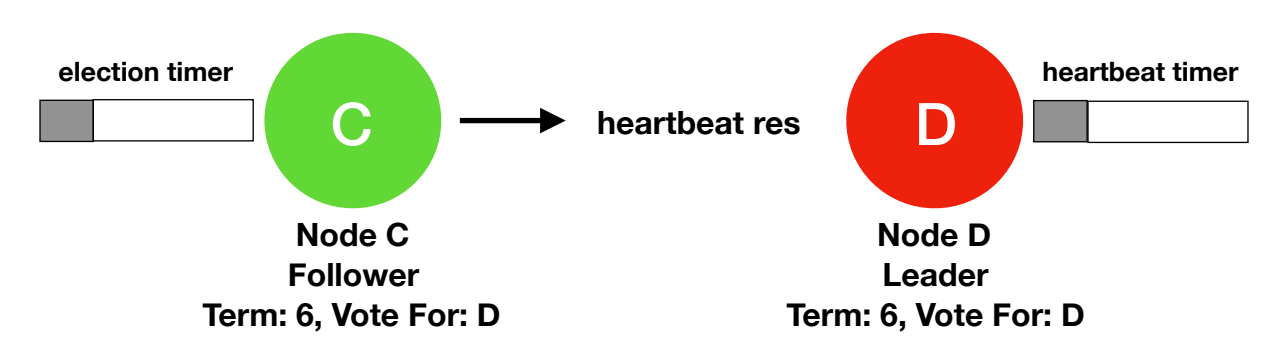 election timer
heartbeat timer
C
heartbeat res
D
Node C
Follower
Term: 6, Vote For: D
Node D
Leader
Term: 6, Vote For: D